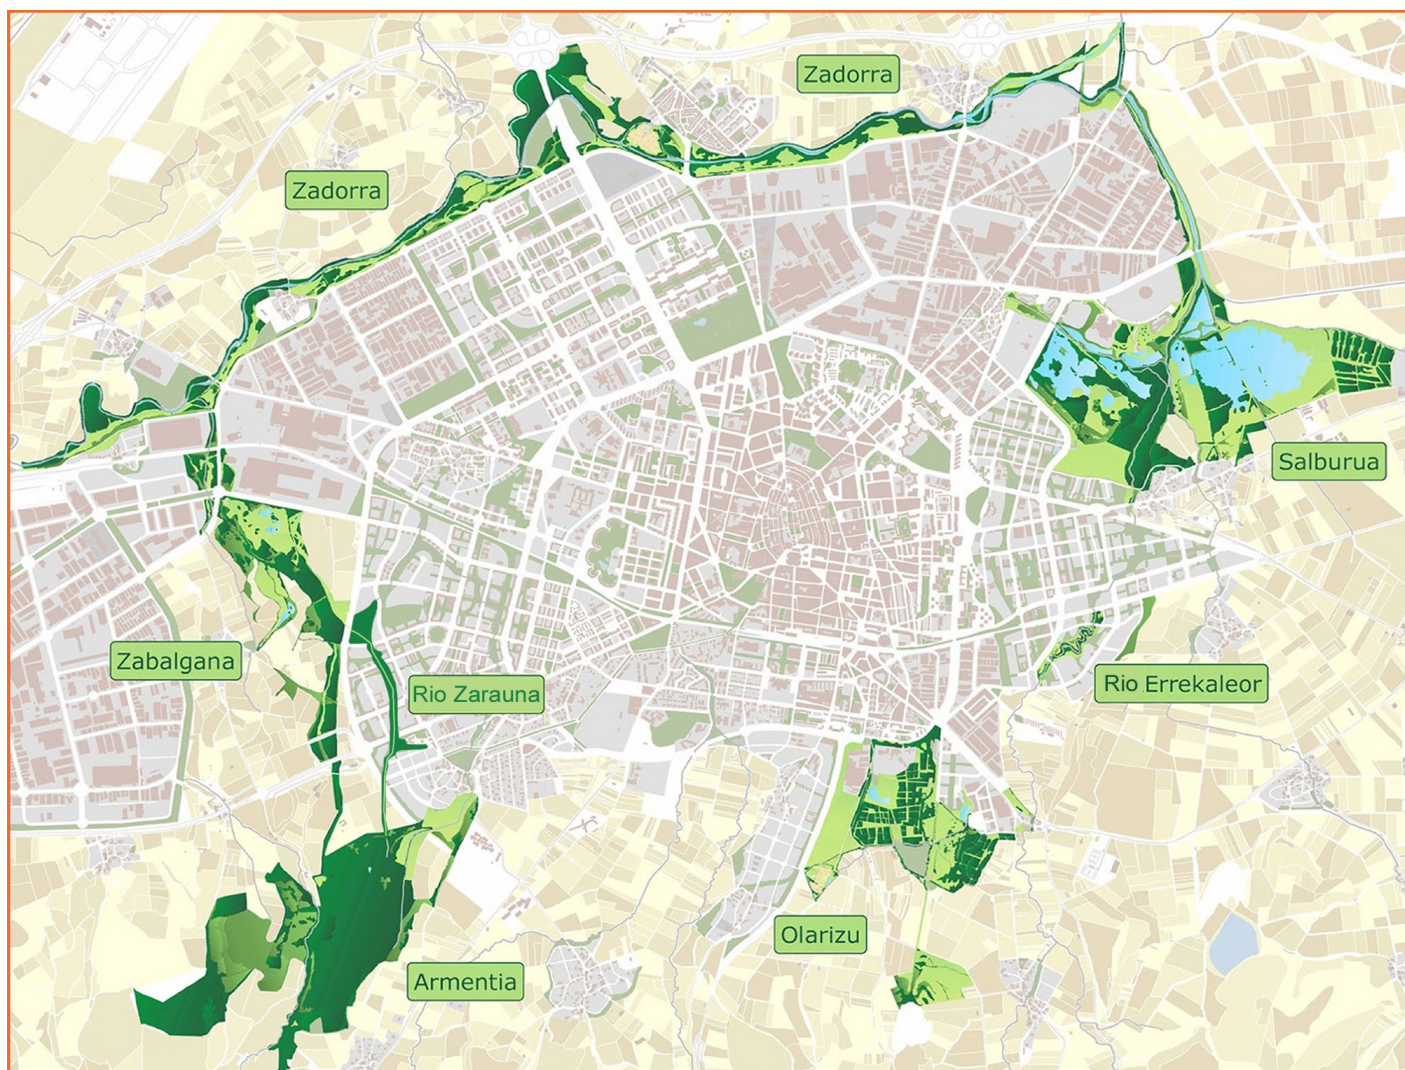 Zadorra
Zadorra
Salburua
Zabalgana
Rio Zarauna
Rio Errekaleor
Olarizu
Armentia